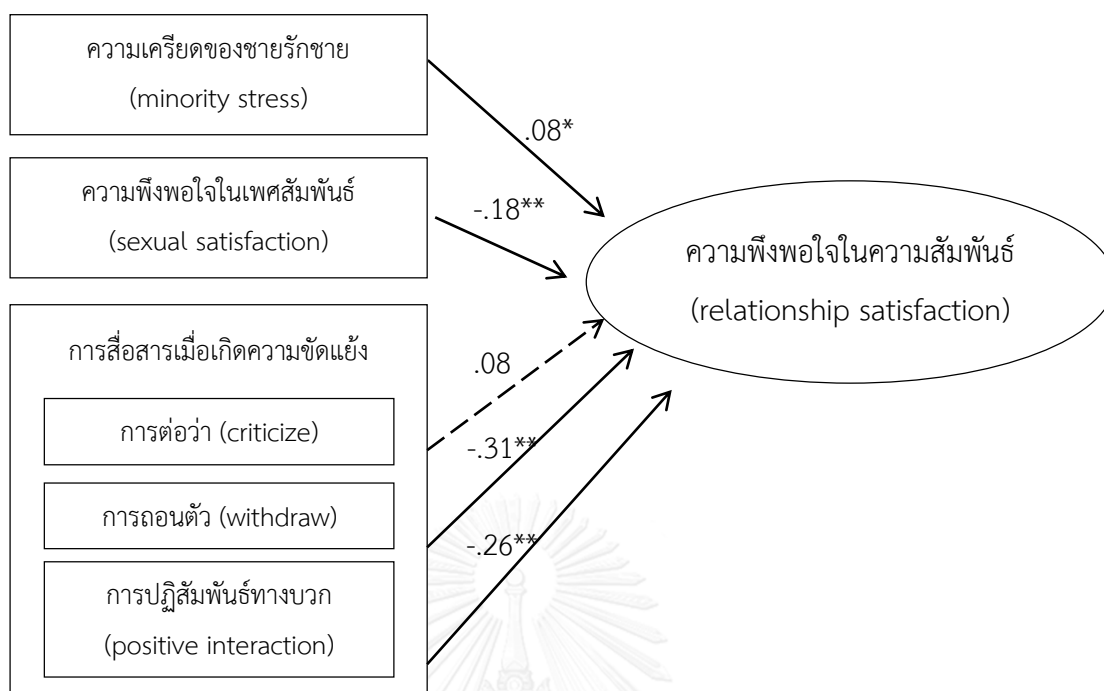 ความเครียดของชายรักชาย
(minority stress)
.08*
ความพึงพอใจในเพศสัมพันธ์
(sexual satisfaction)
-.18**
ความพึงพอใจในความสัมพันธ์
(relationship satisfaction)
การสื่อสารเมื่อเกิดความขัดแย้ง
.08
การต่อว่า (criticize)
-.31**
การถอนตัว (withdraw)
-.26**
การปฏิสัมพันธ์ทางบวก
(positive interaction)